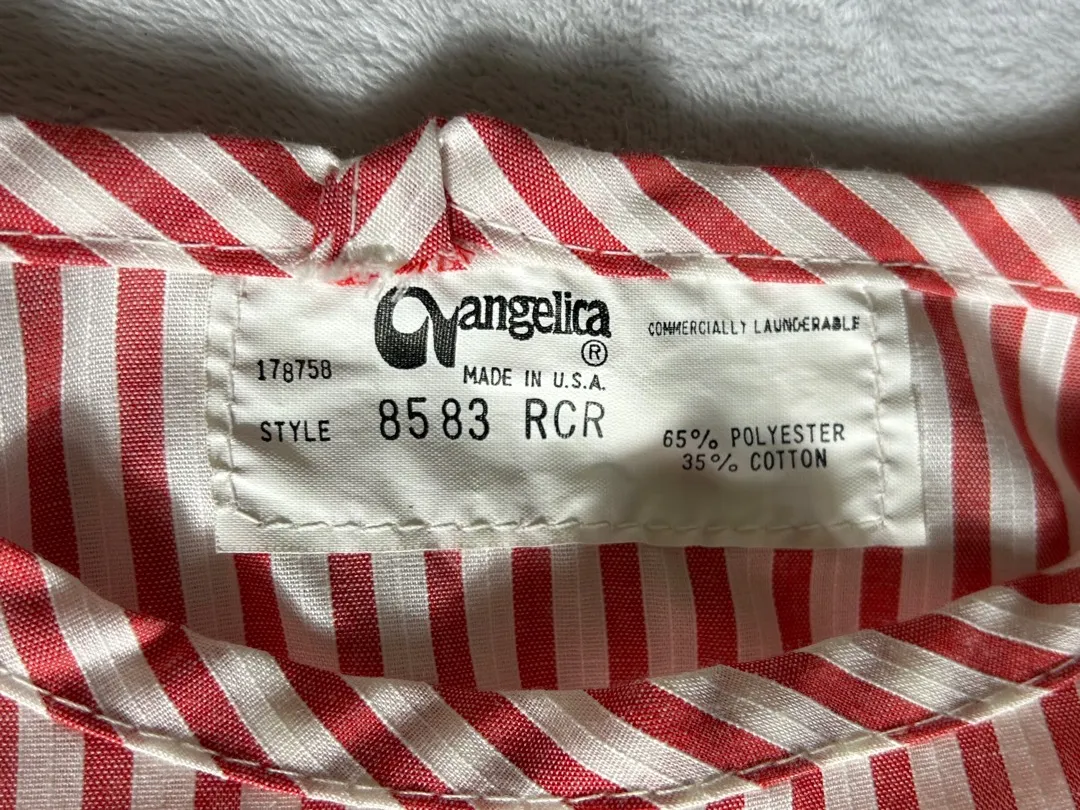 angelica
®
COMMERCIALLY LAUNDERABLE
178758
MADE IN U.S.A.
STYLE 8583 RCR
65% POLYESTER
35% COTTON